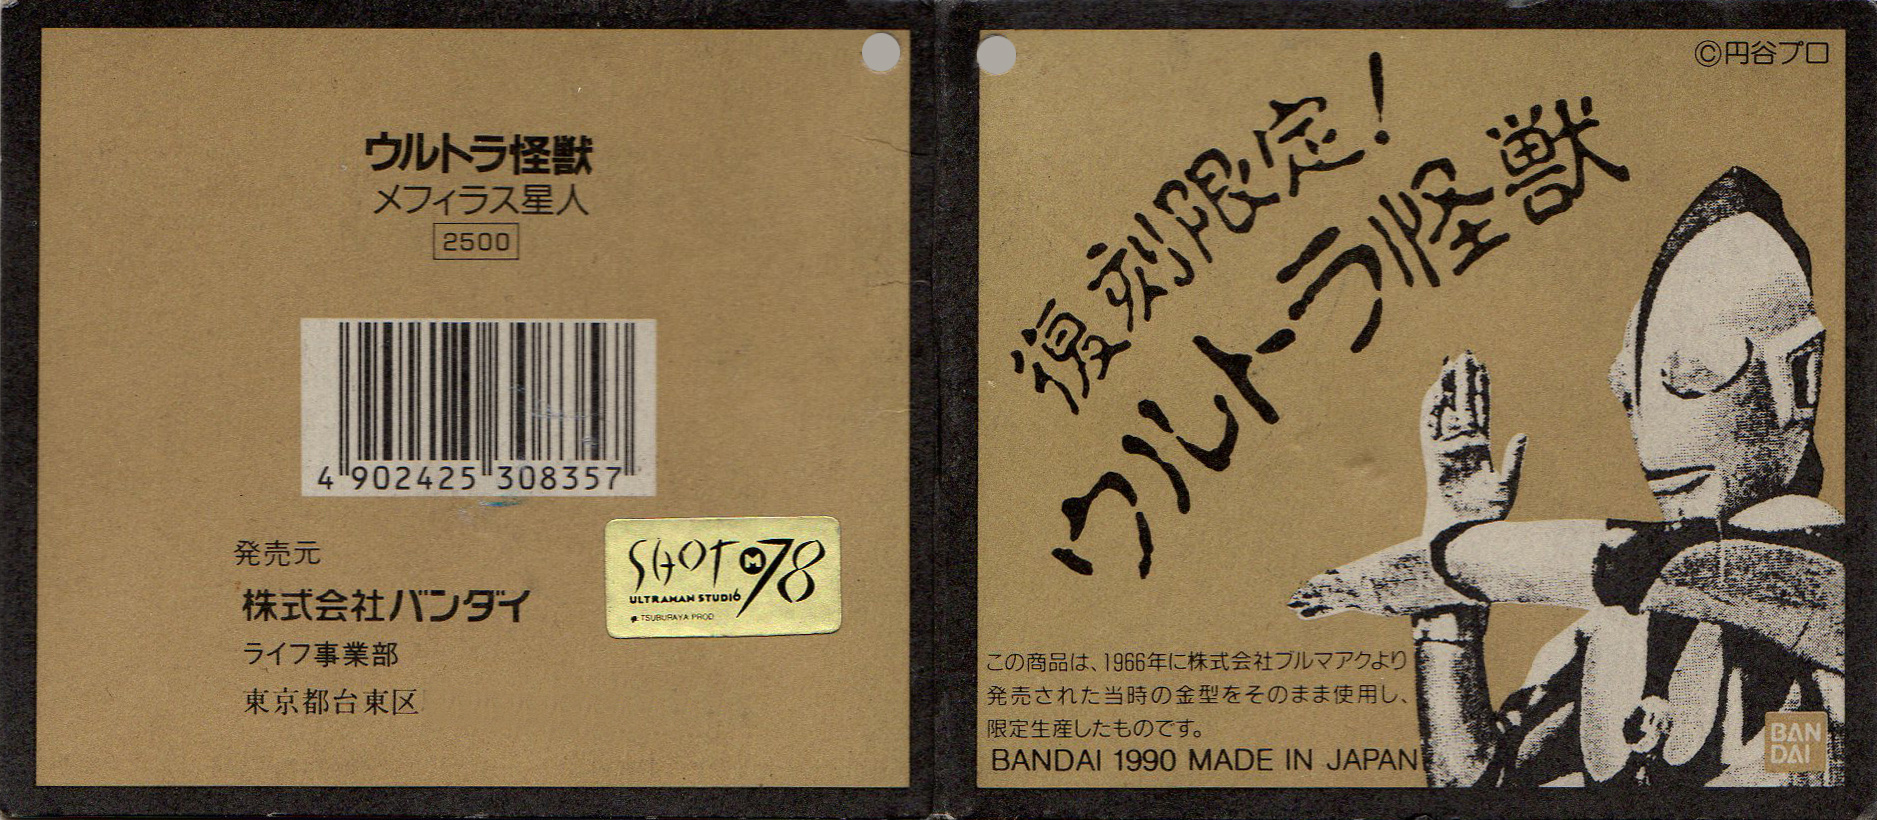 ウルトラ怪獣
メフィラス星人
2500
4 902425 308357
発売元
株式会社バンダイ
ライフ事業部
東京都台東区
SHOT M78
ULTRAMAN STUDIO
TSUBURAYA PROD
©円谷プロ
復刻限定!
ウルトラ怪獣
この商品は、1966年に株式会社ブルマアクより
発売された当時の金型をそのまま使用し、
限定生産したものです。
BANDAI 1990 MADE IN JAPAN
BAN
DAI